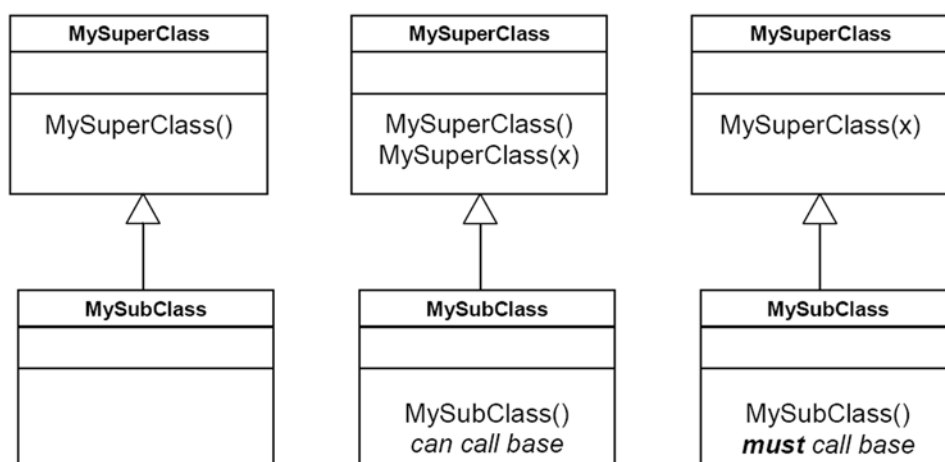 MySuperClass
MySuperClass()
MySubClass
MySuperClass
MySuperClass()
MySuperClass(x)
MySubClass
MySubClass()
can call base
MySuperClass
MySuperClass(x)
MySubClass
MySubClass()
must call base